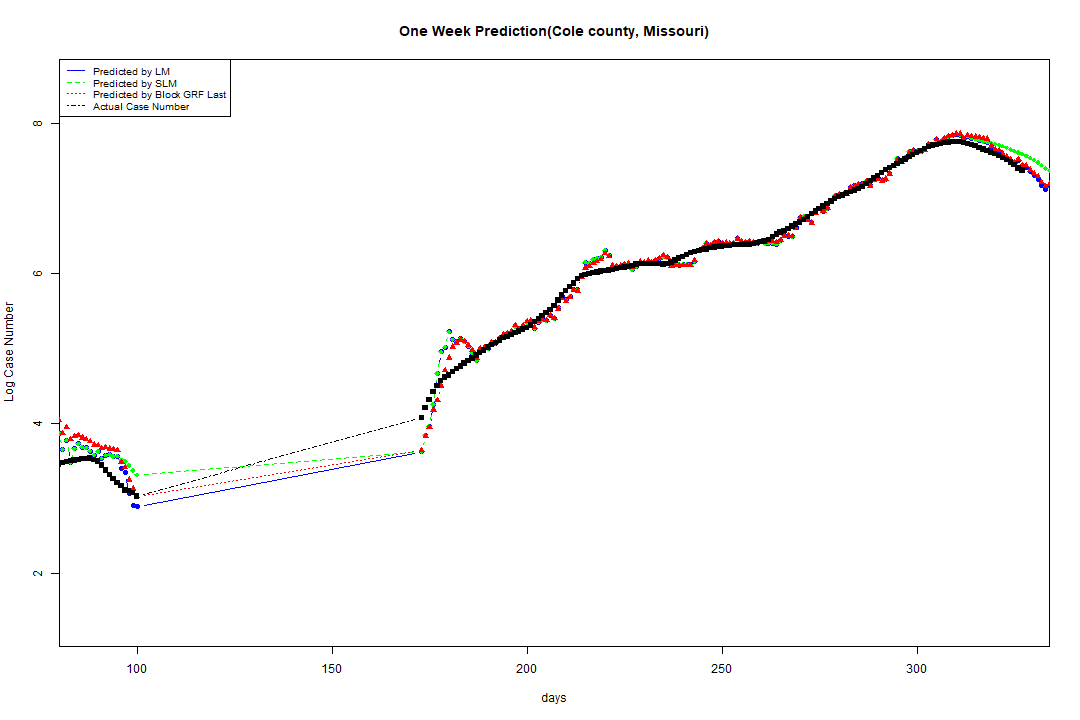 One Week Prediction(Cole county, Missouri)
Predicted by LM
Predicted by SLM
Predicted by Block GRF Last
Actual Case Number
8
6
4
2
Log Case Number
100 150 200 250 300
days